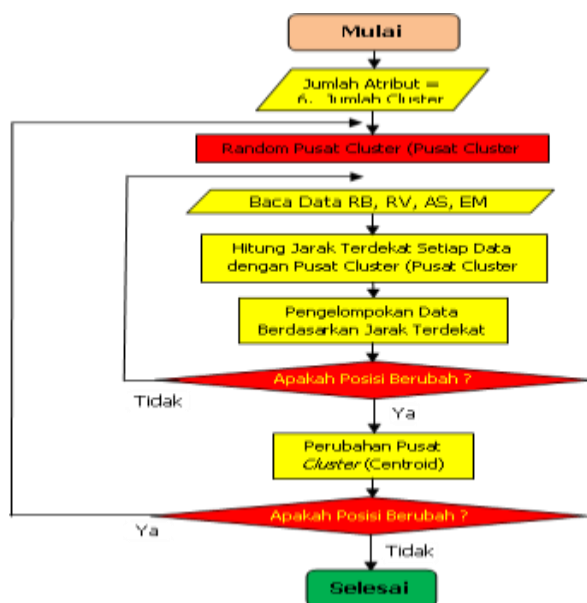 Mulai
Jumlah Atribut =
6, Jumlah Cluster
Random Pusat Cluster (Pusat Cluster
Baca Data RB, RV, AS, EM
Hitung Jarak Terdekat Setiap Data
dengan Pusat Cluster (Pusat Cluster
Pengelompokan Data
Berdasarkan Jarak Terdekat
Apakah Posisi Berubah ?
Tidak
Ya
Perubahan Pusat
Cluster (Centroid)
Apakah Posisi Berubah ?
Ya
Tidak
Selesai